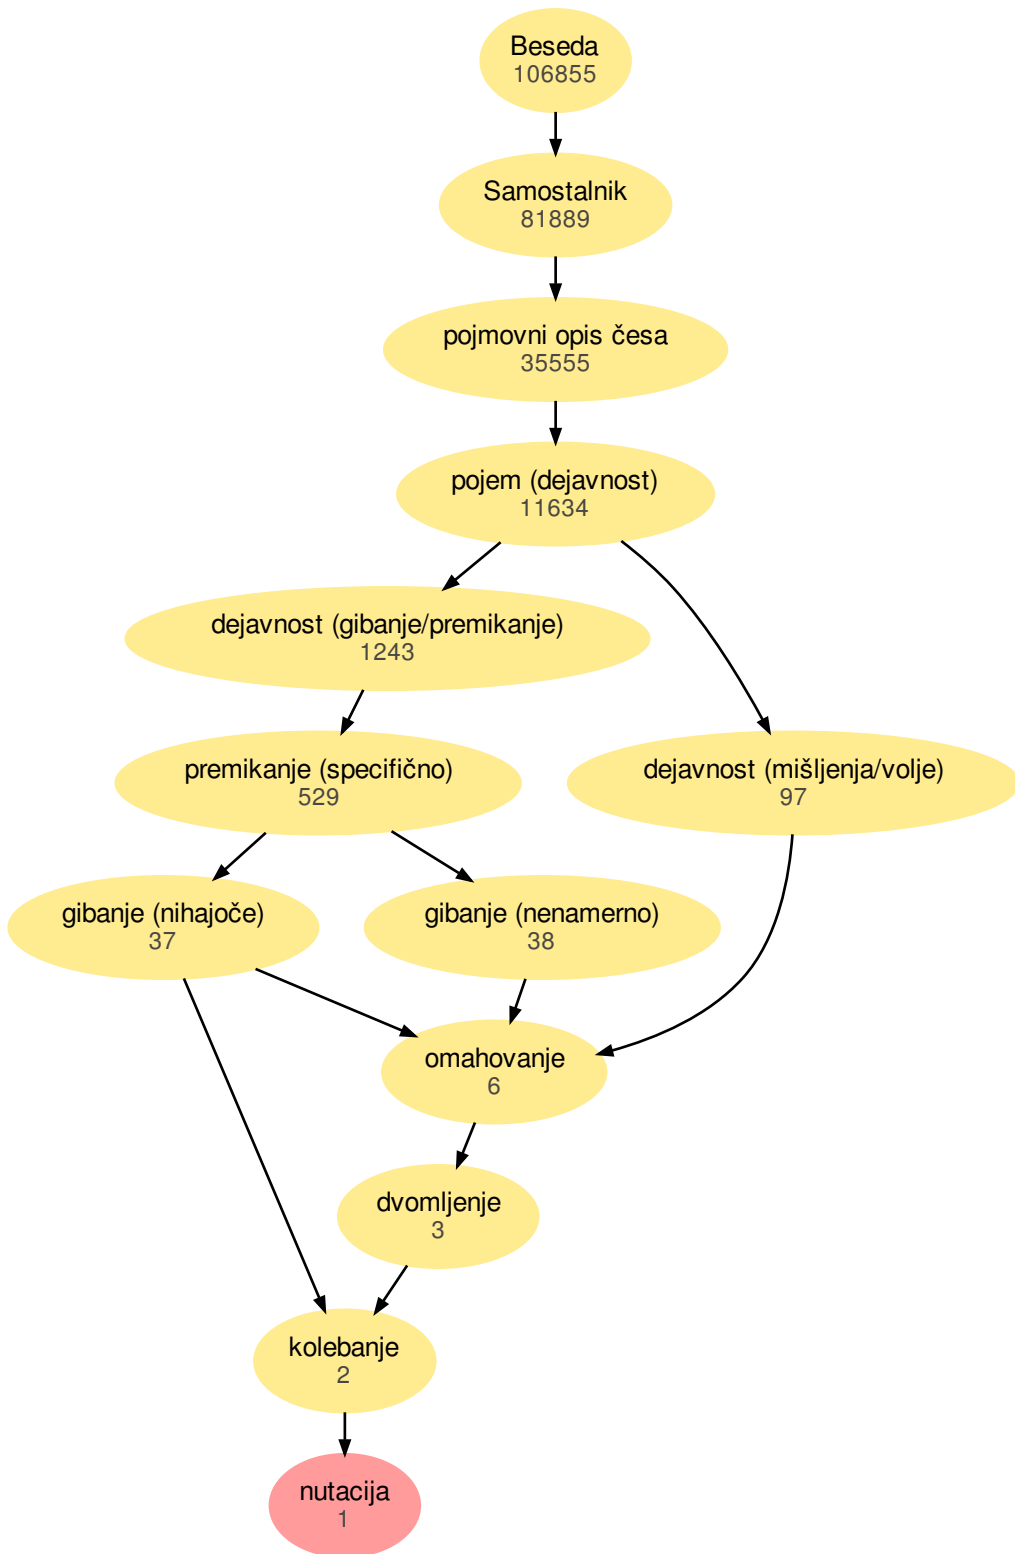 Beseda
106855
Samostalnik
81889
pojmovni opis česa
35555
pojem (dejavnost)
11634
dejavnost (gibanje/premikanje)
1243
premikanje (specifično)
529
dejavnost (mišljenja/volje)
97
gibanje (nihajoče)
37
gibanje (nenamerno)
38
omahovanje
6
dvomljenje
3
kolebanje
2
nutacija
1